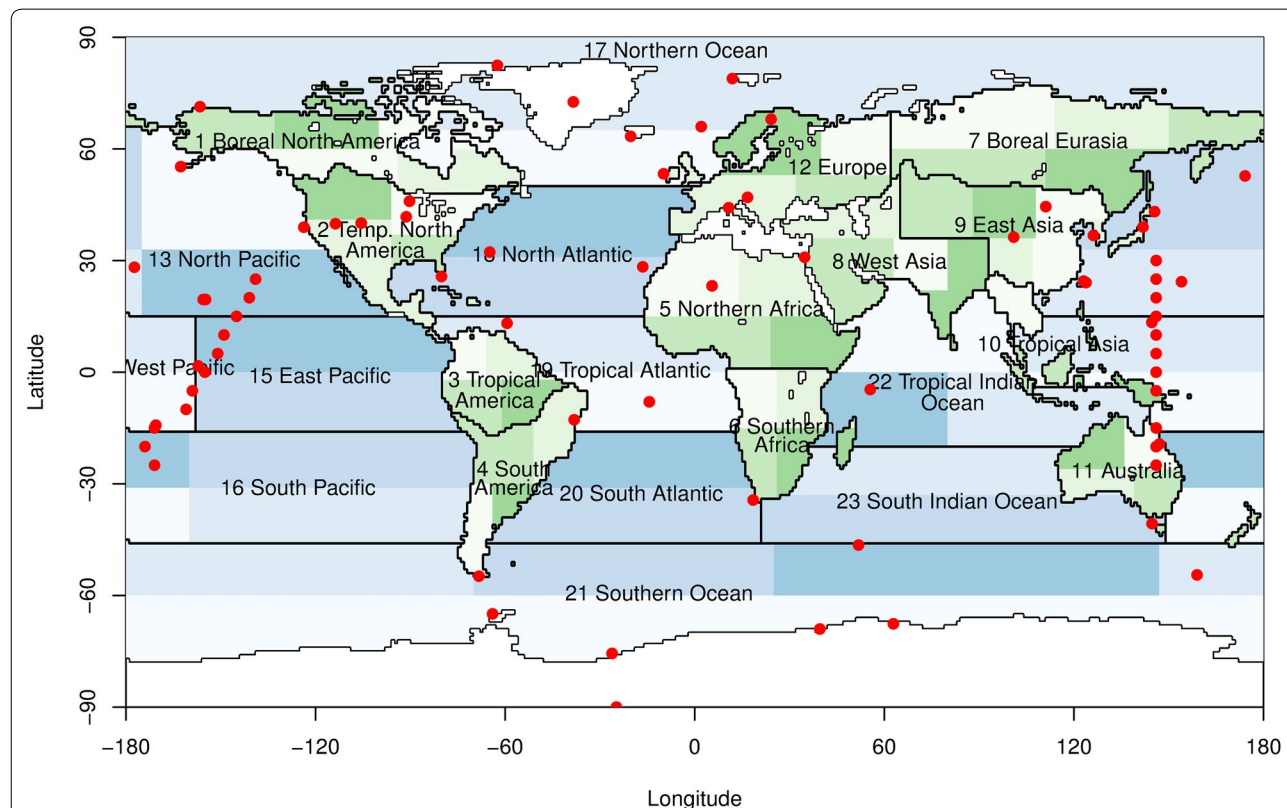 90
60
30
0
−30
−60
−90
Latitude
17 Northern Ocean
1 Boreal North America
7 Boreal Eurasia
12 Europe
2 Temp. North
America
9 East Asia
18 North Atlantic
13 North Pacific
8 West Asia
5 Northern Africa
10 Tropical Asia
West Pacific
15 East Pacific
3 Tropical
America
19 Tropical Atlantic
22 Tropical India
Ocean
6 Southern
Africa
4 South
America
11 Australia
16 South Pacific
20 South Atlantic
23 South Indian Ocean
21 Southern Ocean
−180
−120
−60
0
60
120
180
Longitude